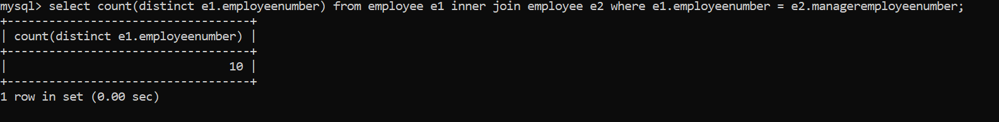 mysql> select count(distinct e1.employeenumber) from employee e1 inner join employee e2 where e1.employeenumber = e2.manageremployeenumber;
+-----------------------------------+
| count(distinct e1.employeenumber) |
+-----------------------------------+
|                                10 |
+-----------------------------------+
1 row in set (0.00 sec)